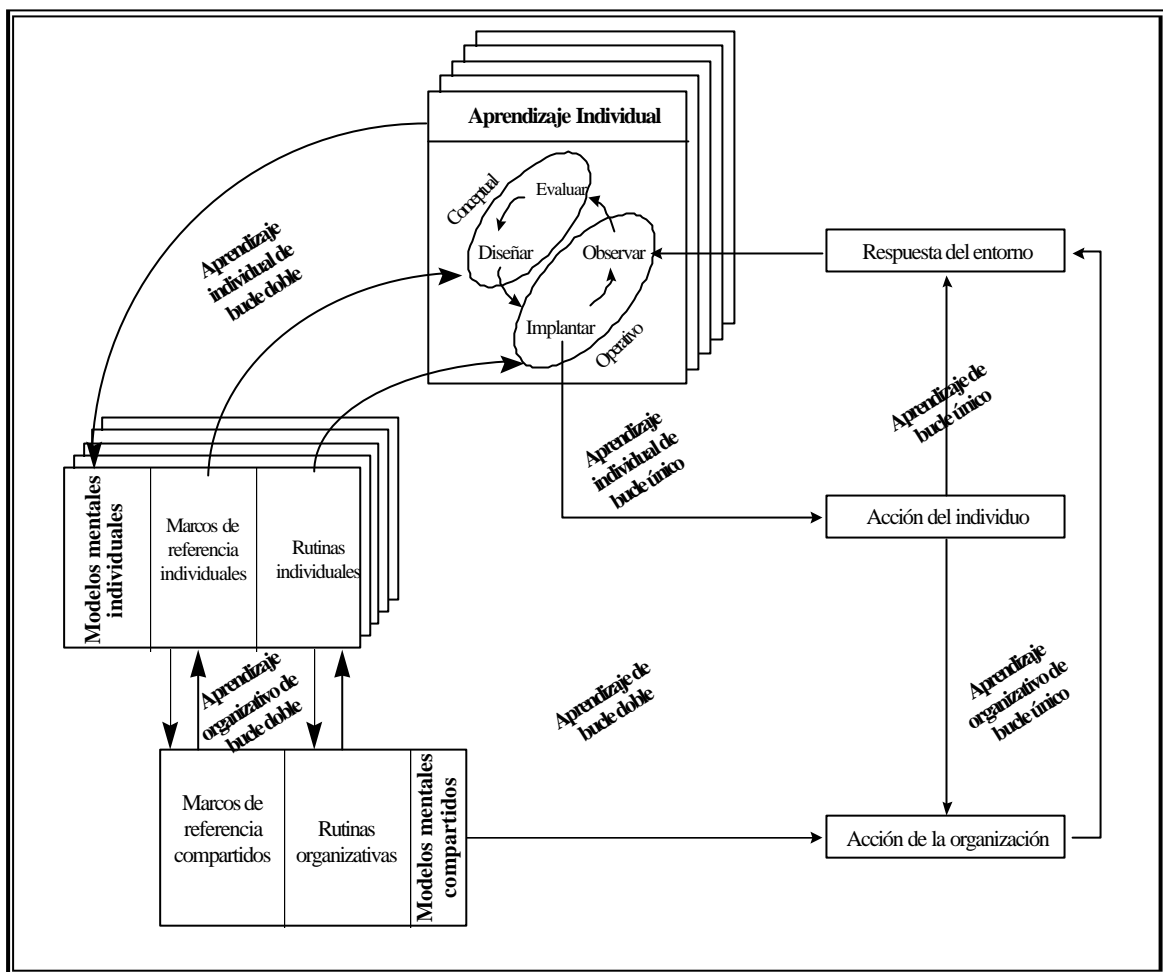 Aprendizaje Individual
Conceptual
Evaluar
Diseñar
Observar
Implantar
Operativo
Respuesta del entorno
Aprendizaje
individual de
bucle doble
Aprendizaje
individual de
bucle único
Aprendizaje de
bucle único
Acción del individuo
Modelos mentales
individuales
Marcos de
referencia
individuales
Rutinas
individuales
Aprendizaje
organizativo de
bucle doble
Aprendizaje de
bucle doble
Aprendizaje
organizativo de
bucle único
Marcos de
referencia
compartidos
Rutinas
organizativas
Modelos mentales
compartidos
Acción de la organización